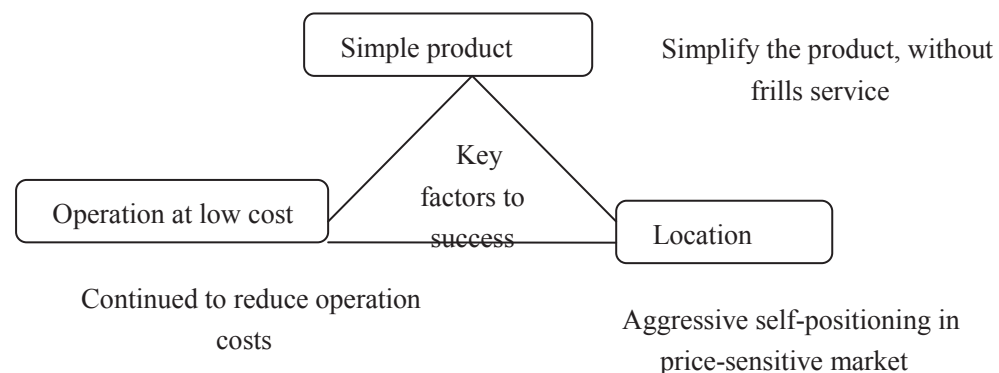 Simple product
Simplify the product, without
frills service
Key
factors to
success
Operation at low cost
Location
Continued to reduce operation
costs
Aggressive self-positioning in
price-sensitive market